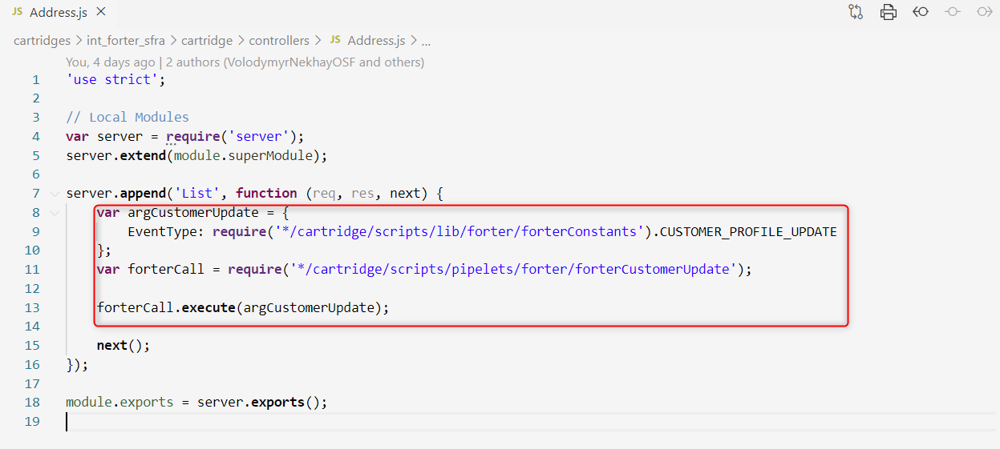 JS Address.js ×
cartridges > int_forter_sfra > cartridge > controllers > JS Address.js > ...
You, 4 days ago | 2 authors (VolodymyrNekhayOSF and others)
1 'use strict';
2
3 // Local Modules
4 var server = require('server');
5 server.extend(module.superModule);
6
7 server.append('List', function (req, res, next) {
8     var argCustomerUpdate = {
9         EventType: require('*/cartridge/scripts/lib/forter/forterConstants').CUSTOMER_PROFILE_UPDATE
10     };
11     var forterCall = require('*/cartridge/scripts/pipelets/forter/forterCustomerUpdate');
12
13     forterCall.execute(argCustomerUpdate);
14
15     next();
16 });
17
18 module.exports = server.exports();
19